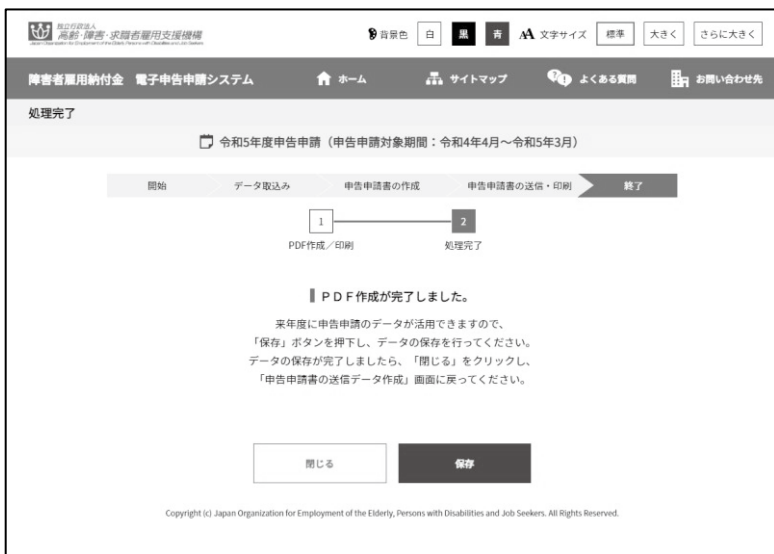 独立行政法人
高齢・障害・求職者雇用支援機構
Japan Organization for Employment of the Elderly, Persons with Disabilities and Job Seekers
背景色 白 黒 青 AA 文字サイズ 標準 大きく さらに大きく
障害者雇用納付金 電子申告申請システム ホーム サイトマップ よくある質問 お問い合わせ先
処理完了
令和5年度申告申請（申告申請対象期間：令和4年4月～令和5年3月）
開始 データ取込み 申告申請書の作成 申告申請書の送信・印刷 終了
1 2
PDF作成／印刷 処理完了
ＰＤＦ作成が完了しました。
来年度に申告申請のデータが活用できますので、
「保存」ボタンを押下し、データの保存を行ってください。
データの保存が完了しましたら、「閉じる」をクリックし、
「申告申請書の送信データ作成」画面に戻ってください。
閉じる 保存
Copyright (c) Japan Organization for Employment of the Elderly, Persons with Disabilities and Job Seekers. All Rights Reserved.